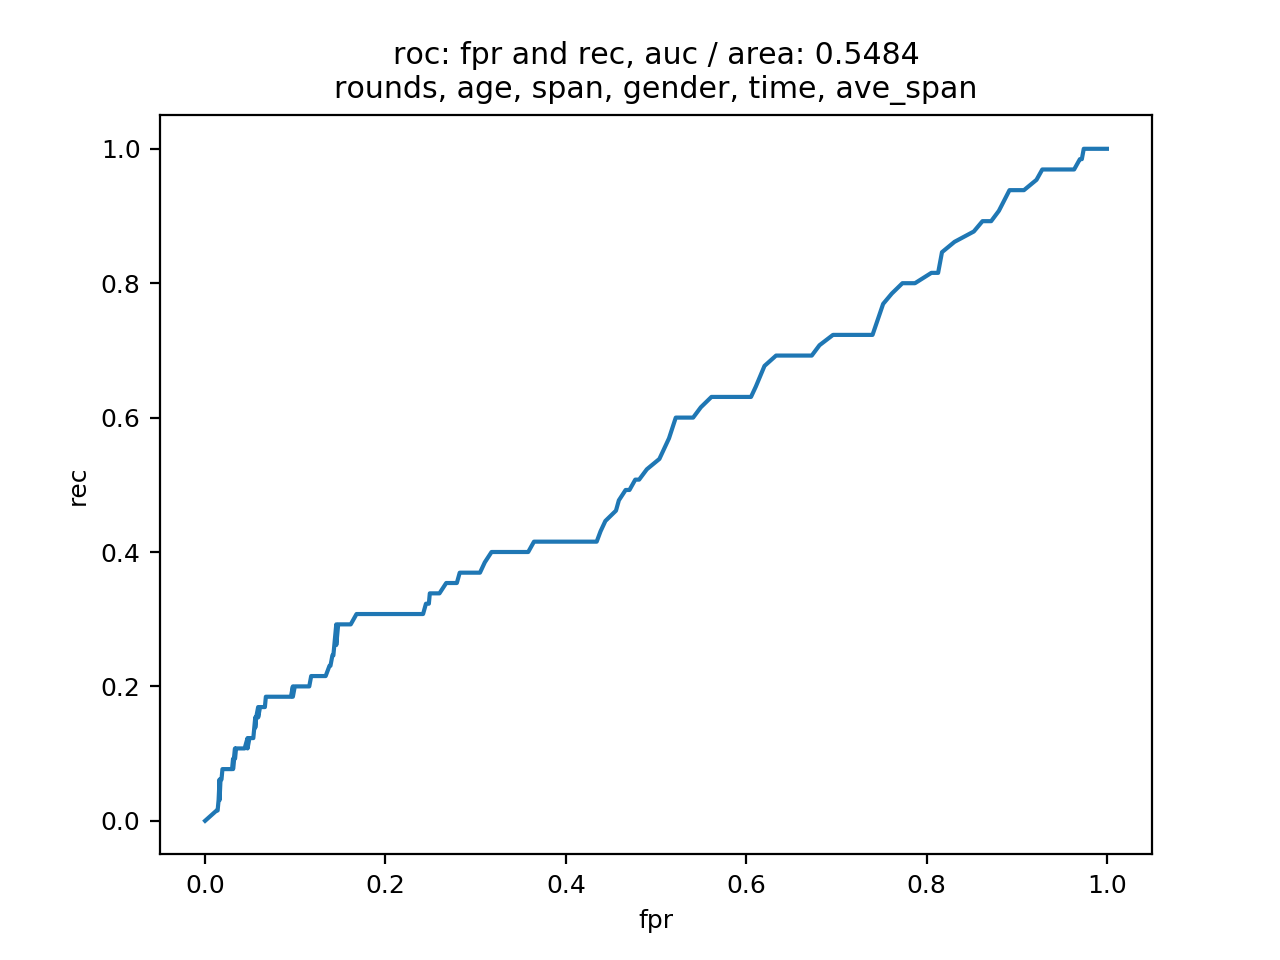 roc: fpr and rec, auc / area: 0.5484
rounds, age, span, gender, time, ave_span
1.0
0.8
0.6
0.4
0.2
0.0
rec
0.0 0.2 0.4 0.6 0.8 1.0
fpr